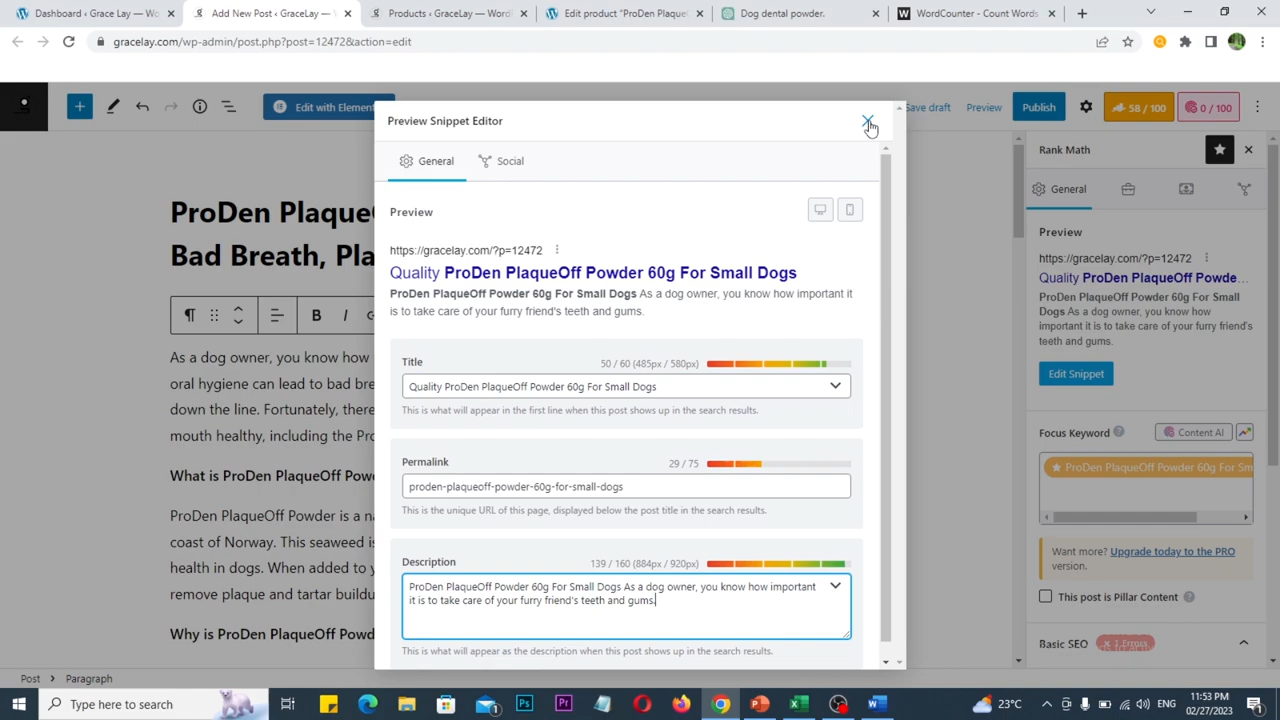 Dashboard ‹ Grace Lay — W
Add New Post ‹ GraceLay — W
Products ‹ GraceLay — WordPres
Edit product "ProDen PlaqueO
Dog dental powder.
WordCounter - Count Words
gracelay.com/wp-admin/post.php?post=12472&action=edit
Edit with Elemen
Save draft
Preview
Publish
58 / 100
0 / 100
Preview Snippet Editor
Rank Math
General
Social
General
Preview
Preview
https://gracelay.com/?p=12472
https://gracelay.com/?p=12472
Quality ProDen PlaqueOff Powder 60g For Small Dogs
Quality ProDen PlaqueOff Powde...
ProDen PlaqueOff Powder 60g For Small Dogs As a dog owner, you know how important it
is to take care of your furry friend's teeth and gums.
ProDen PlaqueOff Powder 60g For Small
Dogs As a dog owner, you know how
important it is to take care of your furry friend's
teeth and gums.
Edit Snippet
Title
50 / 60 (485px / 580px)
Quality ProDen PlaqueOff Powder 60g For Small Dogs
This is what will appear in the first line when this post shows up in the search results.
Permalink
29 / 75
proden-plaqueoff-powder-60g-for-small-dogs
This is the unique URL of this page, displayed below the post title in the search results.
Description
139 / 160 (884px / 920px)
ProDen PlaqueOff Powder 60g For Small Dogs As a dog owner, you know how important
it is to take care of your furry friend's teeth and gums.
This is what will appear as the description when this post shows up in the search results.
ProDen PlaqueO
Bad Breath, Pla
B
I
As a dog owner, you know how
oral hygiene can lead to bad bre
down the line. Fortunately, there
mouth healthy, including the Pro
What is ProDen PlaqueOff Pow
ProDen PlaqueOff Powder is a na
coast of Norway. This seaweed is
health in dogs. When added to y
remove plaque and tartar buildu
Why is ProDen PlaqueOff Powd
Focus Keyword
Content AI
ProDen PlaqueOff Powder 60g For Sm
Want more? Upgrade today to the PRO
version.
This post is Pillar Content
Basic SEO
1 Errors
Post
Paragraph
Type here to search
23°C
ENG
11:53 PM
02/27/2023